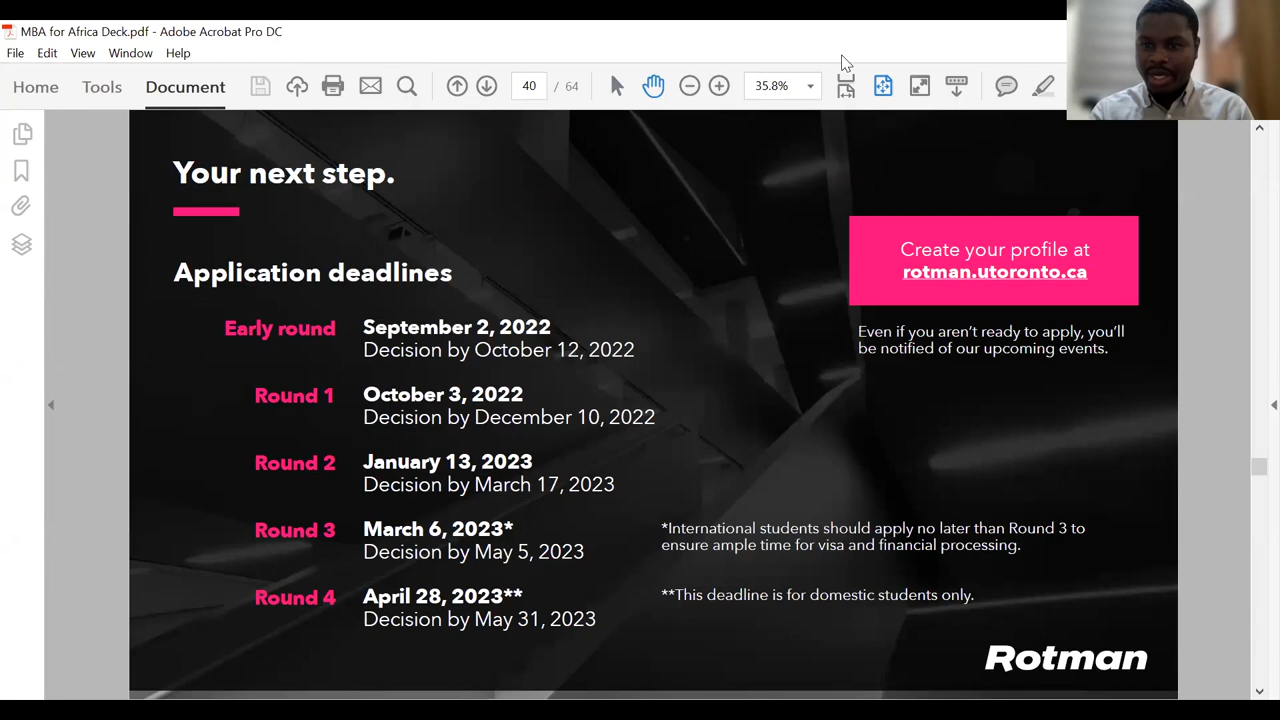 MBA for Africa Deck.pdf - Adobe Acrobat Pro DC
File Edit View Window Help
Home Tools Document 40 / 64 35.8%
Your next step.
Application deadlines
Create your profile at
rotman.utoronto.ca
Even if you aren't ready to apply, you'll
be notified of our upcoming events.
Early round September 2, 2022
Decision by October 12, 2022
Round 1 October 3, 2022
Decision by December 10, 2022
Round 2 January 13, 2023
Decision by March 17, 2023
Round 3 March 6, 2023*
Decision by May 5, 2023
*International students should apply no later than Round 3 to
ensure ample time for visa and financial processing.
Round 4 April 28, 2023**
Decision by May 31, 2023
**This deadline is for domestic students only.
Rotman